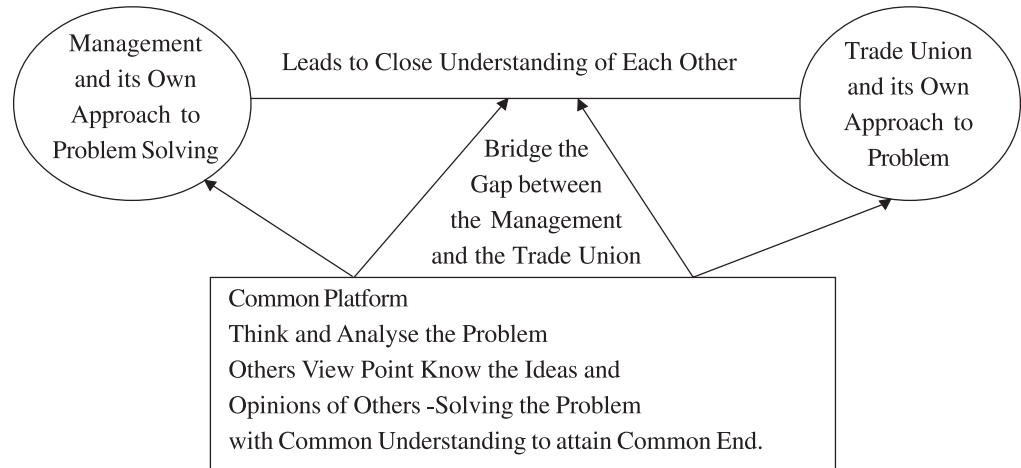 Management
and its Own
Approach to
Problem Solving
Leads to Close Understanding of Each Other
Trade Union
and its Own
Approach to
Problem
Bridge the
Gap between
the Management
and the Trade Union
Common Platform
Think and Analyse the Problem
Others View Point Know the Ideas and
Opinions of Others -Solving the Problem
with Common Understanding to attain Common End.